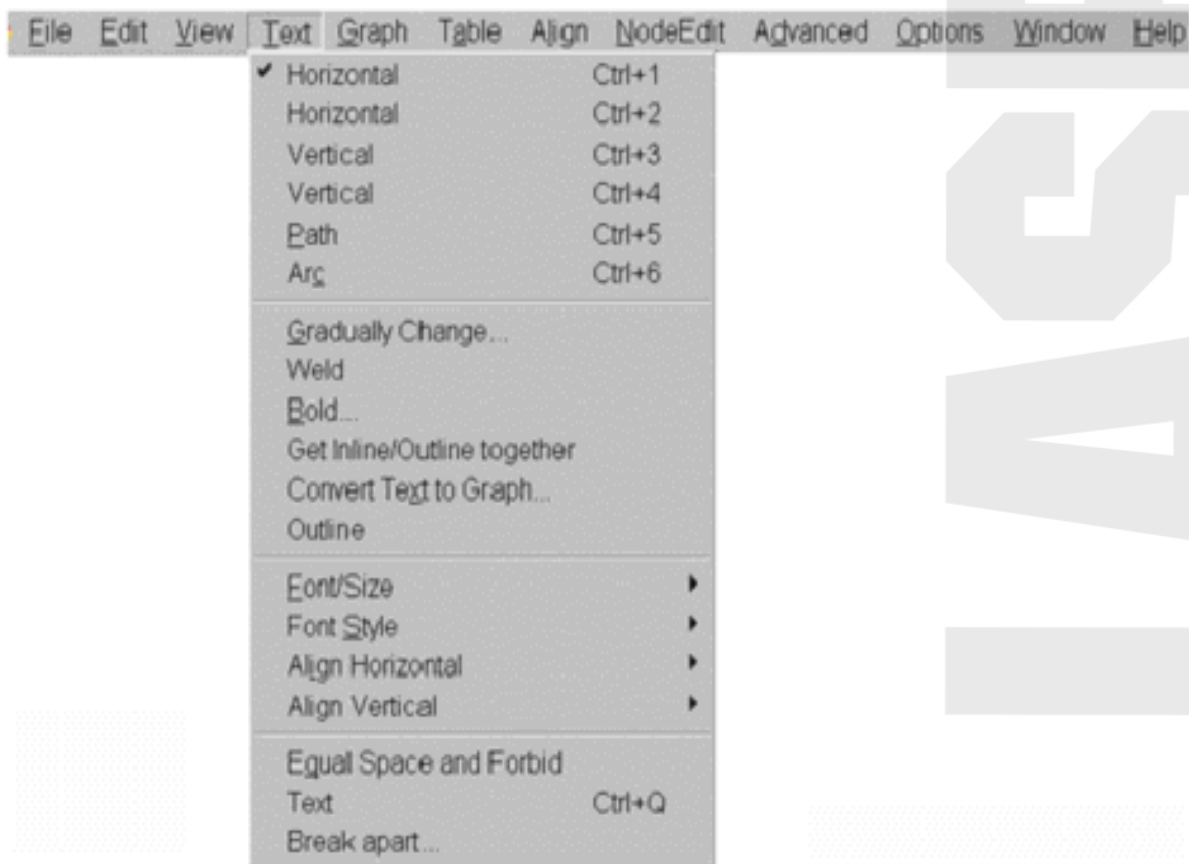 File Edit View Text Graph Table Align NodeEdit Advanced Options Window Help
✔ Horizontal Ctrl+1
Horizontal Ctrl+2
Vertical Ctrl+3
Vertical Ctrl+4
Path Ctrl+5
Arc Ctrl+6
Gradually Change...
Weld
Bold...
Get Inline/Outline together
Convert Text to Graph...
Outline
Font/Size
Font Style
Align Horizontal
Align Vertical
Equal Space and Forbid
Text Ctrl+Q
Break apart...